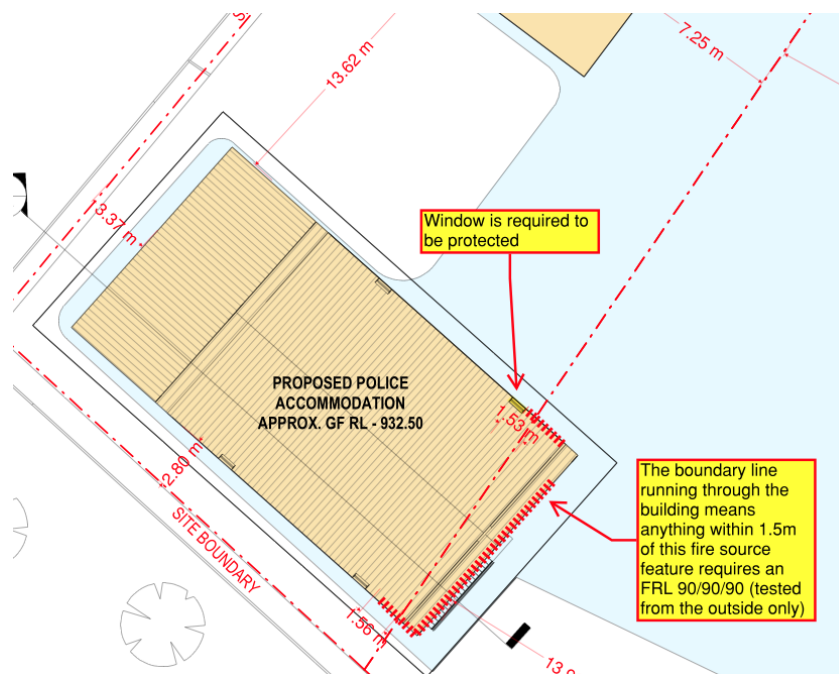 13.62 m
7.25 m
13.37 m
Window is required to
be protected
PROPOSED POLICE
ACCOMMODATION
APPROX. GF RL - 932.50
1.53 m
2.80 m
SITE BOUNDARY
The boundary line
running through the
building means
anything within 1.5m
of this fire source
feature requires an
FRL 90/90/90 (tested
from the outside only)
1.56 m